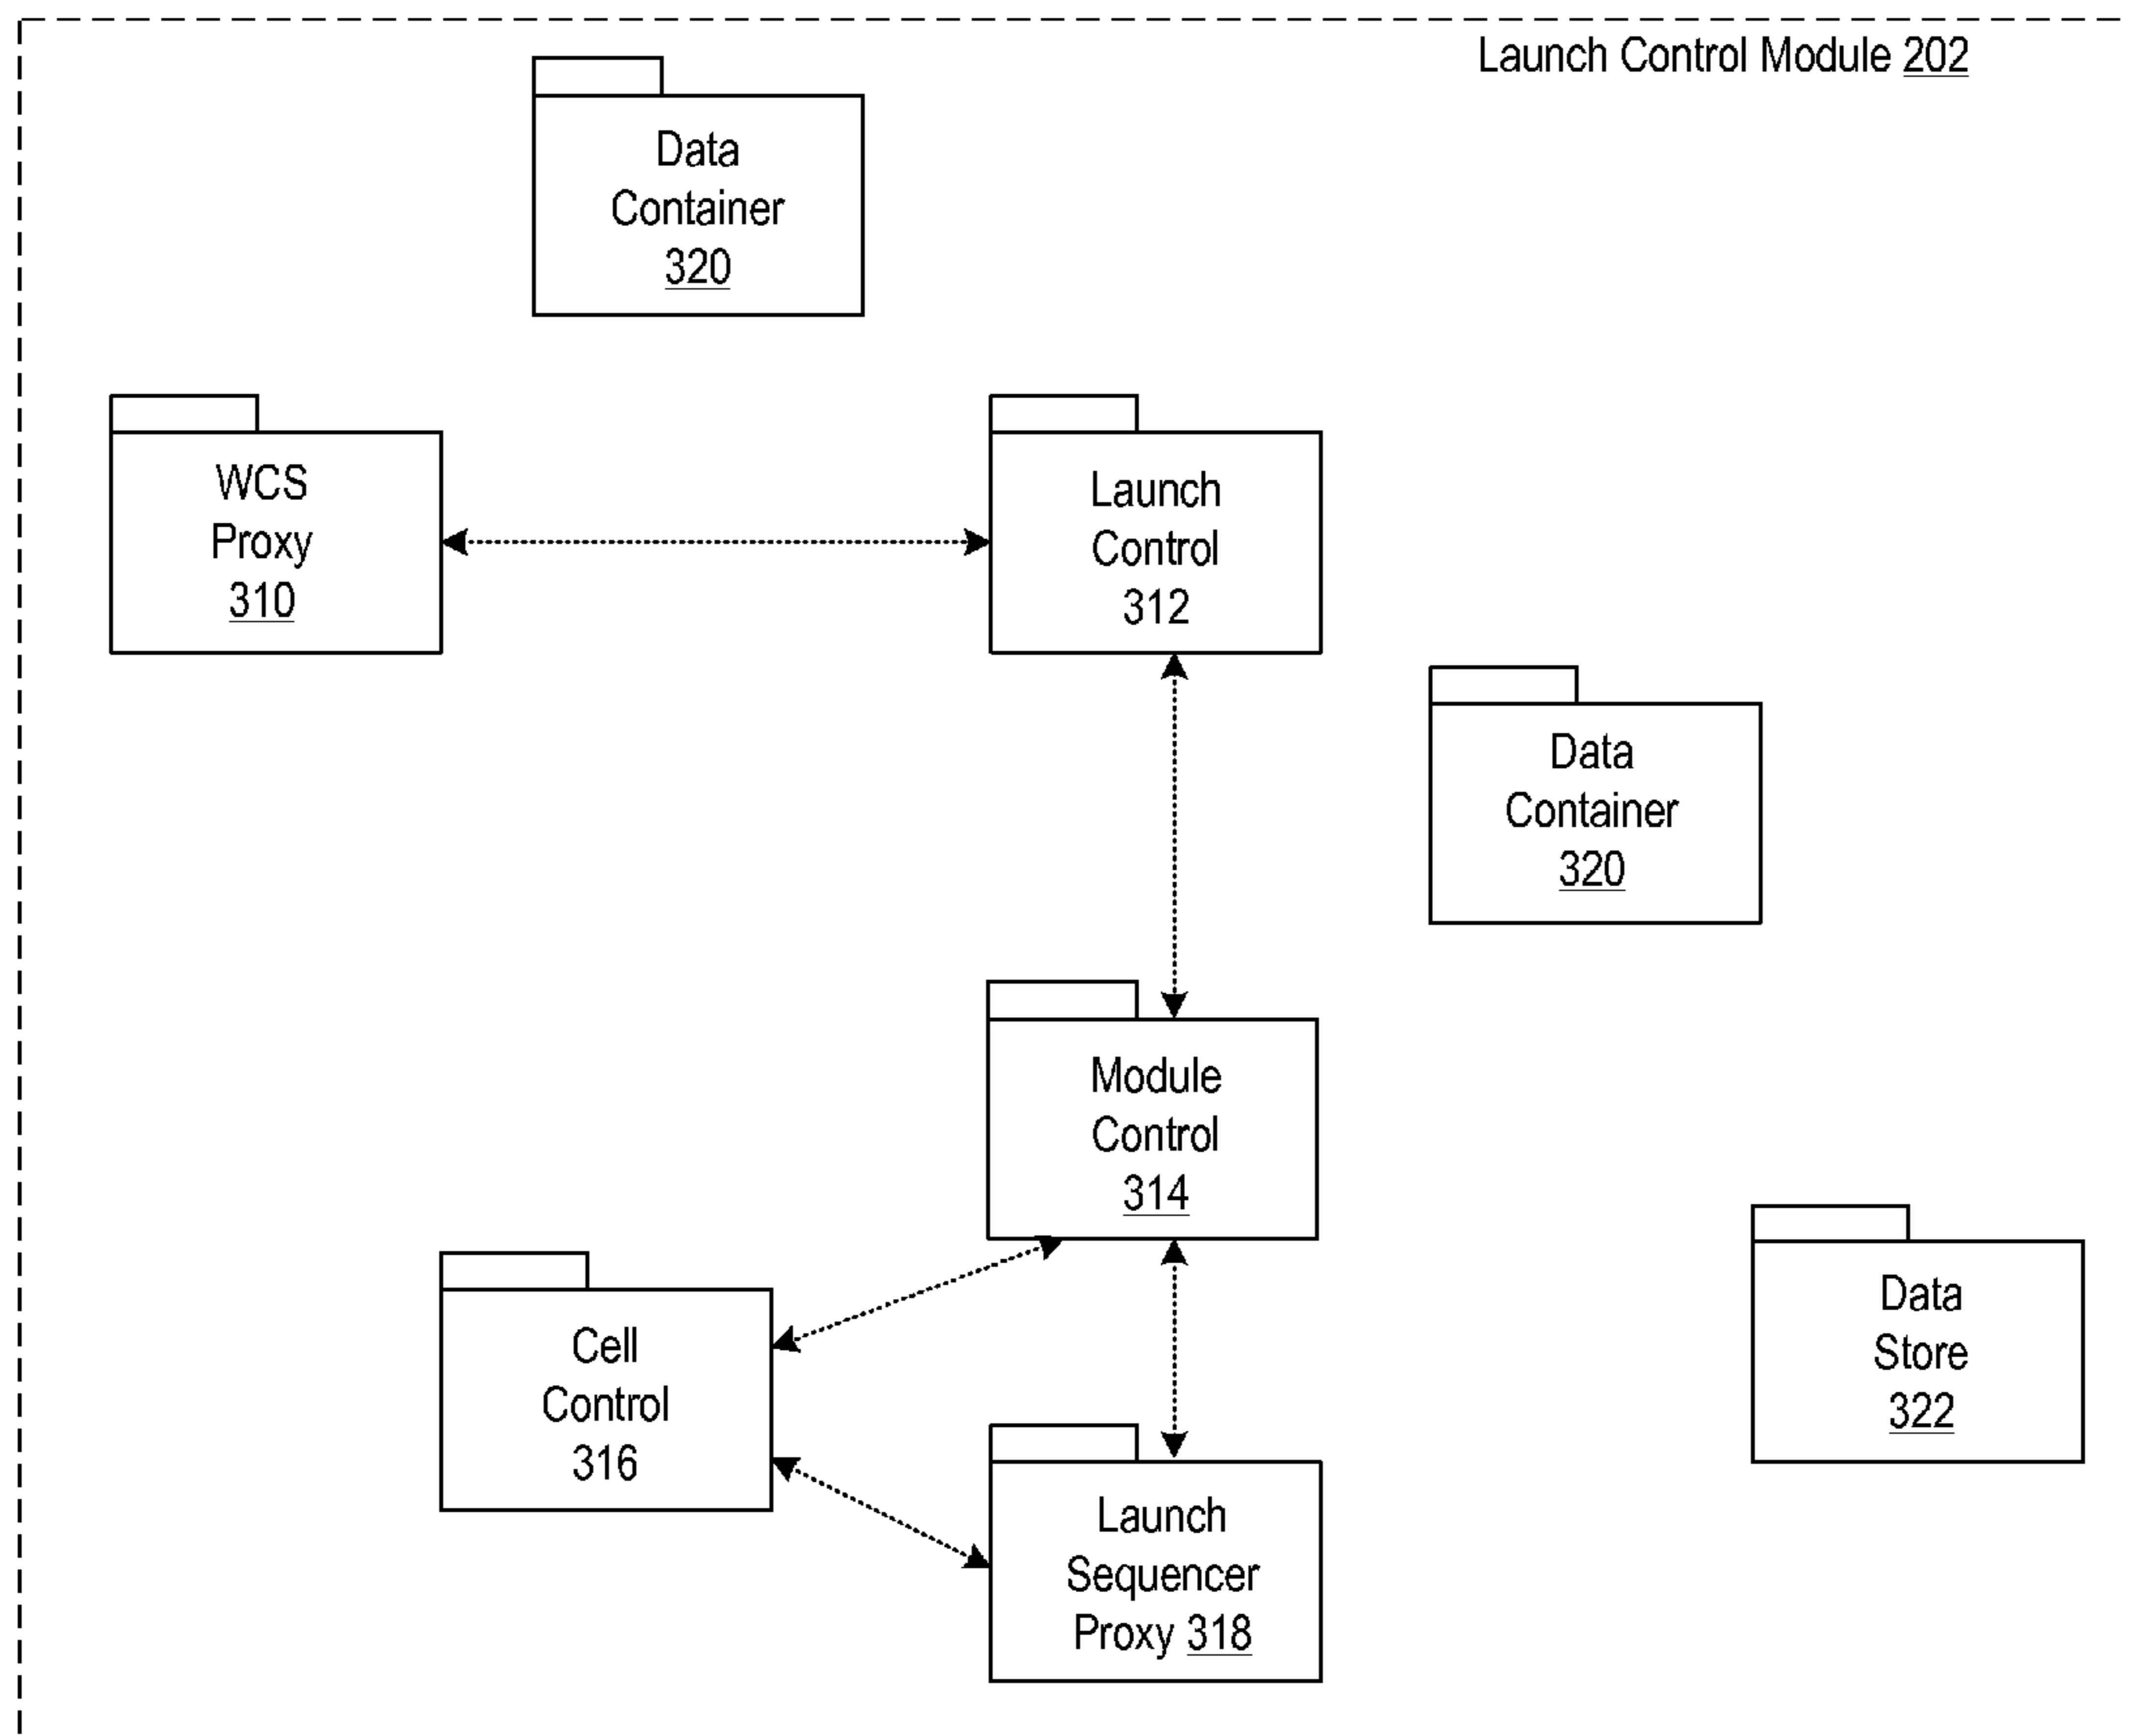 Launch Control Module 202
Data
Container
320
WCS
Proxy
310
Launch
Control
312
Data
Container
320
Module
Control
314
Data
Store
322
Cell
Control
316
Launch
Sequencer
Proxy 318